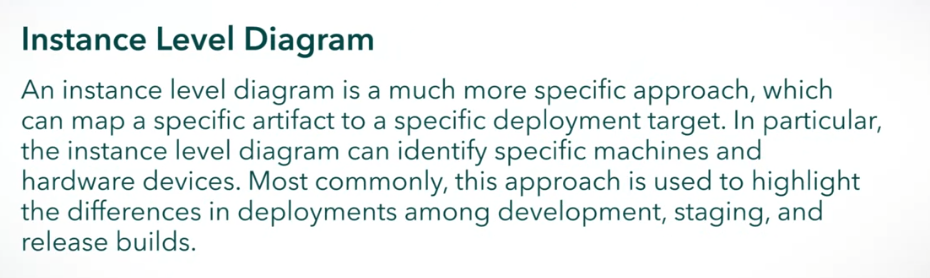 Instance Level Diagram
An instance level diagram is a much more specific approach, which
can map a specific artifact to a specific deployment target. In particular,
the instance level diagram can identify specific machines and
hardware devices. Most commonly, this approach is used to highlight
the differences in deployments among development, staging, and
release builds.